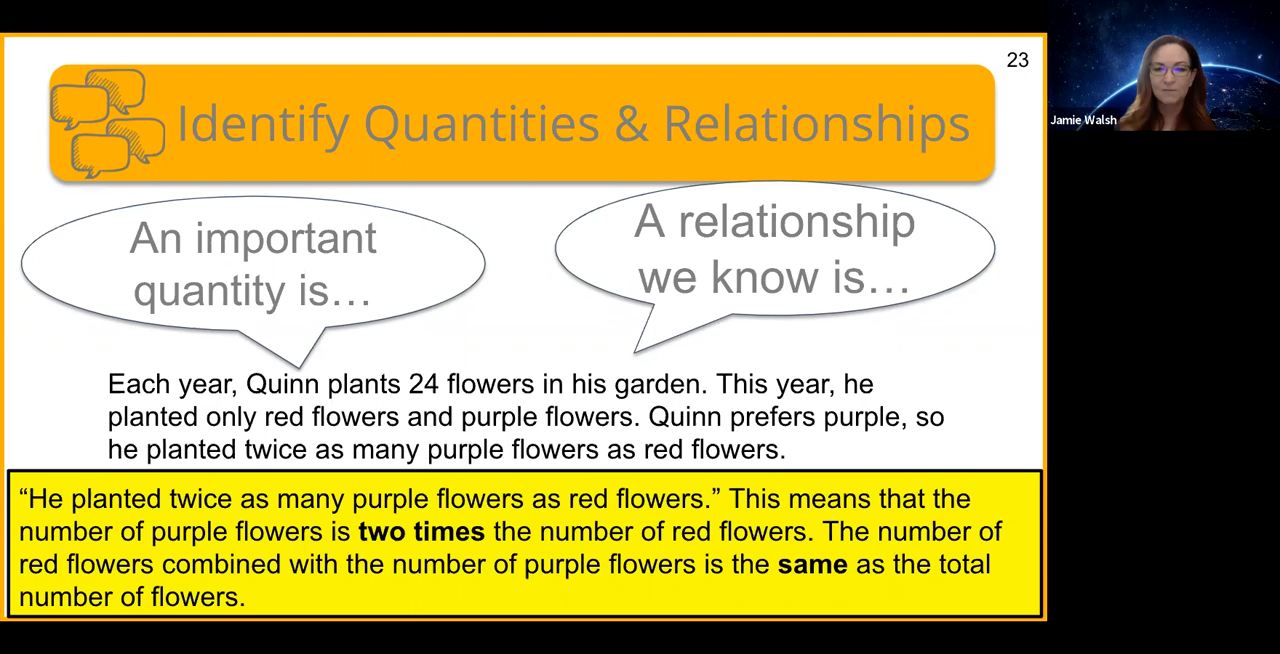 23
Identify Quantities & Relationships
An important
quantity is…
A relationship
we know is…
Each year, Quinn plants 24 flowers in his garden. This year, he
planted only red flowers and purple flowers. Quinn prefers purple, so
he planted twice as many purple flowers as red flowers.
“He planted twice as many purple flowers as red flowers.” This means that the
number of purple flowers is two times the number of red flowers. The number of
red flowers combined with the number of purple flowers is the same as the total
number of flowers.
Jamie Walsh